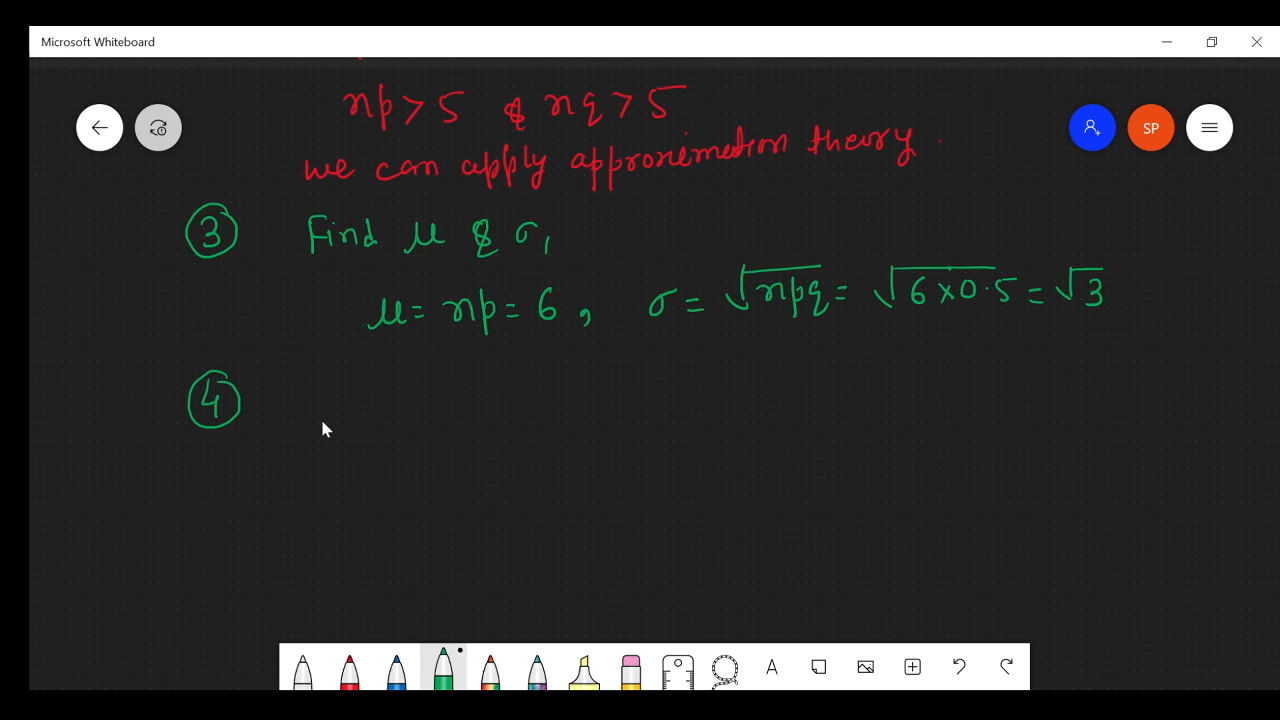 Microsoft Whiteboard
np > 5 & nq > 5
we can apply approximation theory.
SP
③ Find μ & σ,
μ = np = 6, σ = √npq = √6×0.5 = √3
④
A